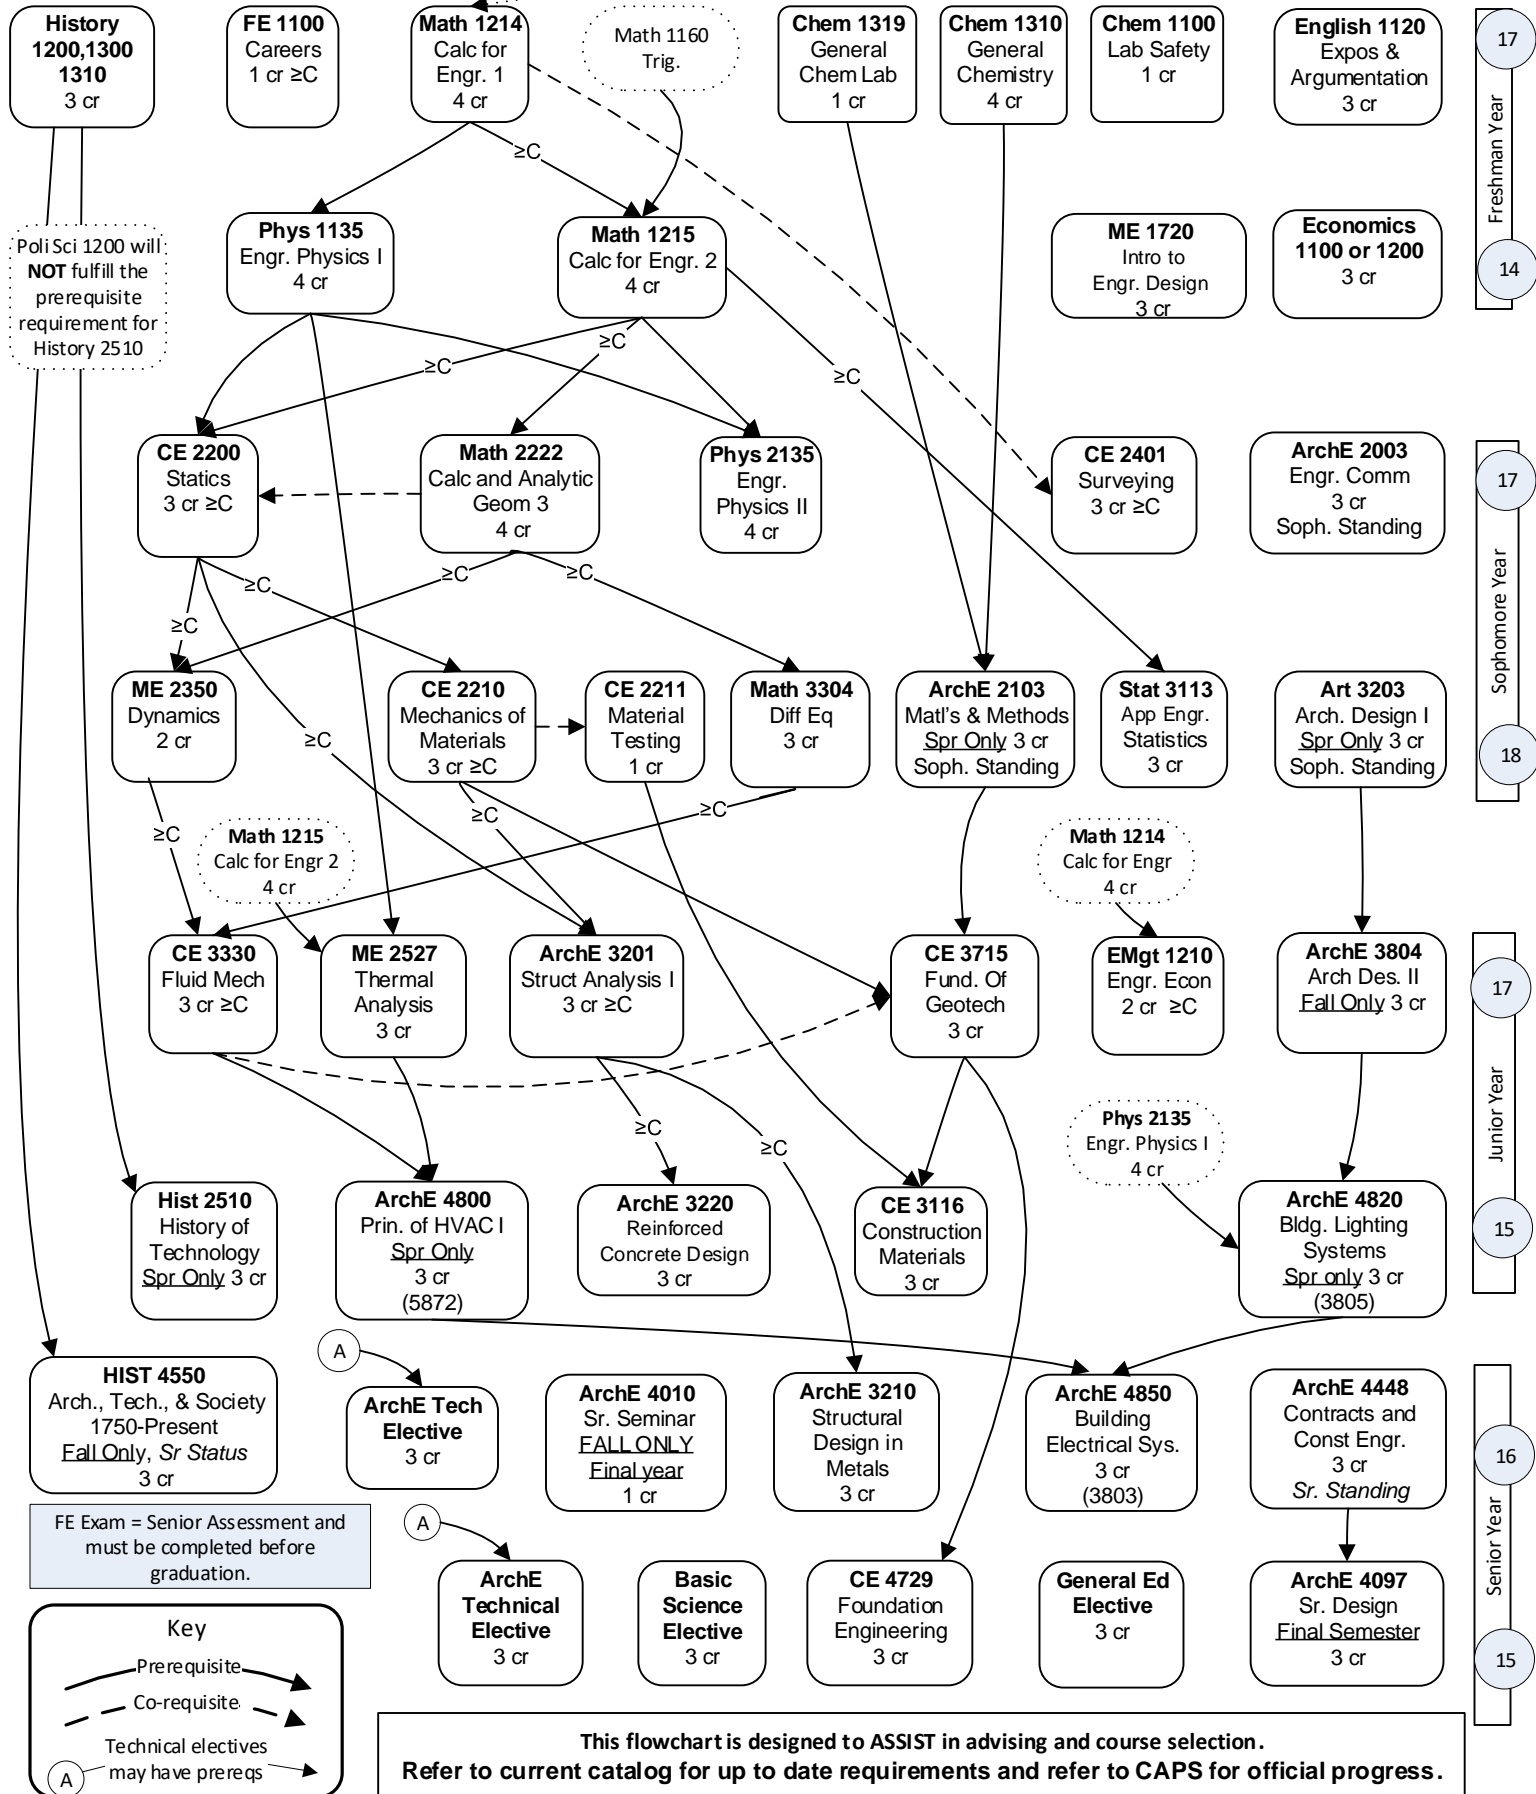 History
1200,1300
1310
3 cr
FE 1100
Careers
1 cr ≥C
Math 1214
Calc for
Engr. 1
4 cr
Math 1160
Trig.
Chem 1319
General
Chem Lab
1 cr
Chem 1310
General
Chemistry
4 cr
Chem 1100
Lab Safety
1 cr
English 1120
Expos &
Argumentation
3 cr
17
Freshman Year
14
≥C
Poli Sci 1200 will
NOT fulfill the
prerequisite
requirement for
History 2510
Phys 1135
Engr. Physics I
4 cr
Math 1215
Calc for Engr. 2
4 cr
ME 1720
Intro to
Engr. Design
3 cr
Economics
1100 or 1200
3 cr
≥C
≥C
≥C
CE 2200
Statics
3 cr ≥C
Math 2222
Calc and Analytic
Geom 3
4 cr
Phys 2135
Engr.
Physics II
4 cr
CE 2401
Surveying
3 cr ≥C
ArchE 2003
Engr. Comm
3 cr
Soph. Standing
17
Sophomore Year
18
≥C
≥C
≥C
≥C
≥C
ME 2350
Dynamics
2 cr
CE 2210
Mechanics of
Materials
3 cr ≥C
CE 2211
Material
Testing
1 cr
Math 3304
Diff Eq
3 cr
ArchE 2103
Matl's & Methods
Spr Only 3 cr
Soph. Standing
Stat 3113
App Engr.
Statistics
3 cr
Art 3203
Arch. Design I
Spr Only 3 cr
Soph. Standing
≥C
≥C
≥C
Math 1215
Calc for Engr 2
4 cr
Math 1214
Calc for Engr
4 cr
CE 3330
Fluid Mech
3 cr ≥C
ME 2527
Thermal
Analysis
3 cr
ArchE 3201
Struct Analysis I
3 cr ≥C
CE 3715
Fund. Of
Geotech
3 cr
EMgt 1210
Engr. Econ
2 cr ≥C
ArchE 3804
Arch Des. II
Fall Only 3 cr
17
Junior Year
15
≥C
≥C
Phys 2135
Engr. Physics I
4 cr
Hist 2510
History of
Technology
Spr Only 3 cr
ArchE 4800
Prin. of HVAC I
Spr Only
3 cr
(5872)
ArchE 3220
Reinforced
Concrete Design
3 cr
CE 3116
Construction
Materials
3 cr
ArchE 4820
Bldg. Lighting
Systems
Spr only 3 cr
(3805)
HIST 4550
Arch., Tech., & Society
1750-Present
Fall Only, Sr Status
3 cr
A
ArchE Tech
Elective
3 cr
ArchE 4010
Sr. Seminar
FALL ONLY
Final year
1 cr
ArchE 3210
Structural
Design in
Metals
3 cr
ArchE 4850
Building
Electrical Sys.
3 cr
(3803)
ArchE 4448
Contracts and
Const Engr.
3 cr
Sr. Standing
16
Senior Year
15
FE Exam = Senior Assessment and
must be completed before
graduation.
A
ArchE
Technical
Elective
3 cr
Basic
Science
Elective
3 cr
CE 4729
Foundation
Engineering
3 cr
General Ed
Elective
3 cr
ArchE 4097
Sr. Design
Final Semester
3 cr
Key
Prerequisite
Co-requisite
Technical electives
may have prereqs
A
This flowchart is designed to ASSIST in advising and course selection.
Refer to current catalog for up to date requirements and refer to CAPS for official progress.